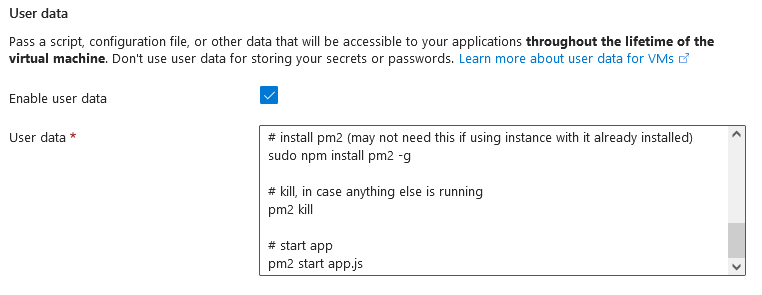 User data
Pass a script, configuration file, or other data that will be accessible to your applications throughout the lifetime of the
virtual machine. Don't use user data for storing your secrets or passwords. Learn more about user data for VMs
Enable user data
User data *
# install pm2 (may not need this if using instance with it already installed)
sudo npm install pm2 -g
# kill, in case anything else is running
pm2 kill
# start app
pm2 start app.js